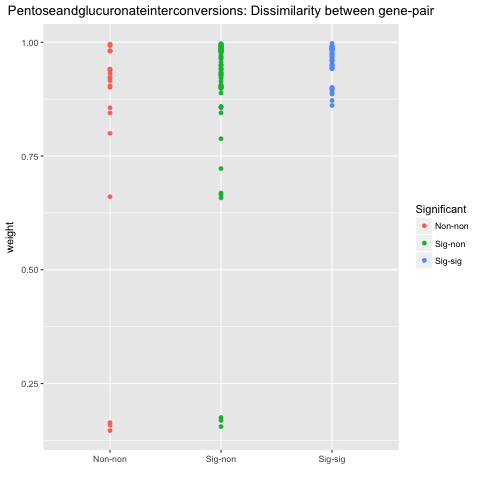 Pentoseandglucuronateinterconversions: Dissimilarity between gene-pair
1.00
0.75
0.50
0.25
weight
Non-non
Sig-non
Sig-sig
Significant
Non-non
Sig-non
Sig-sig